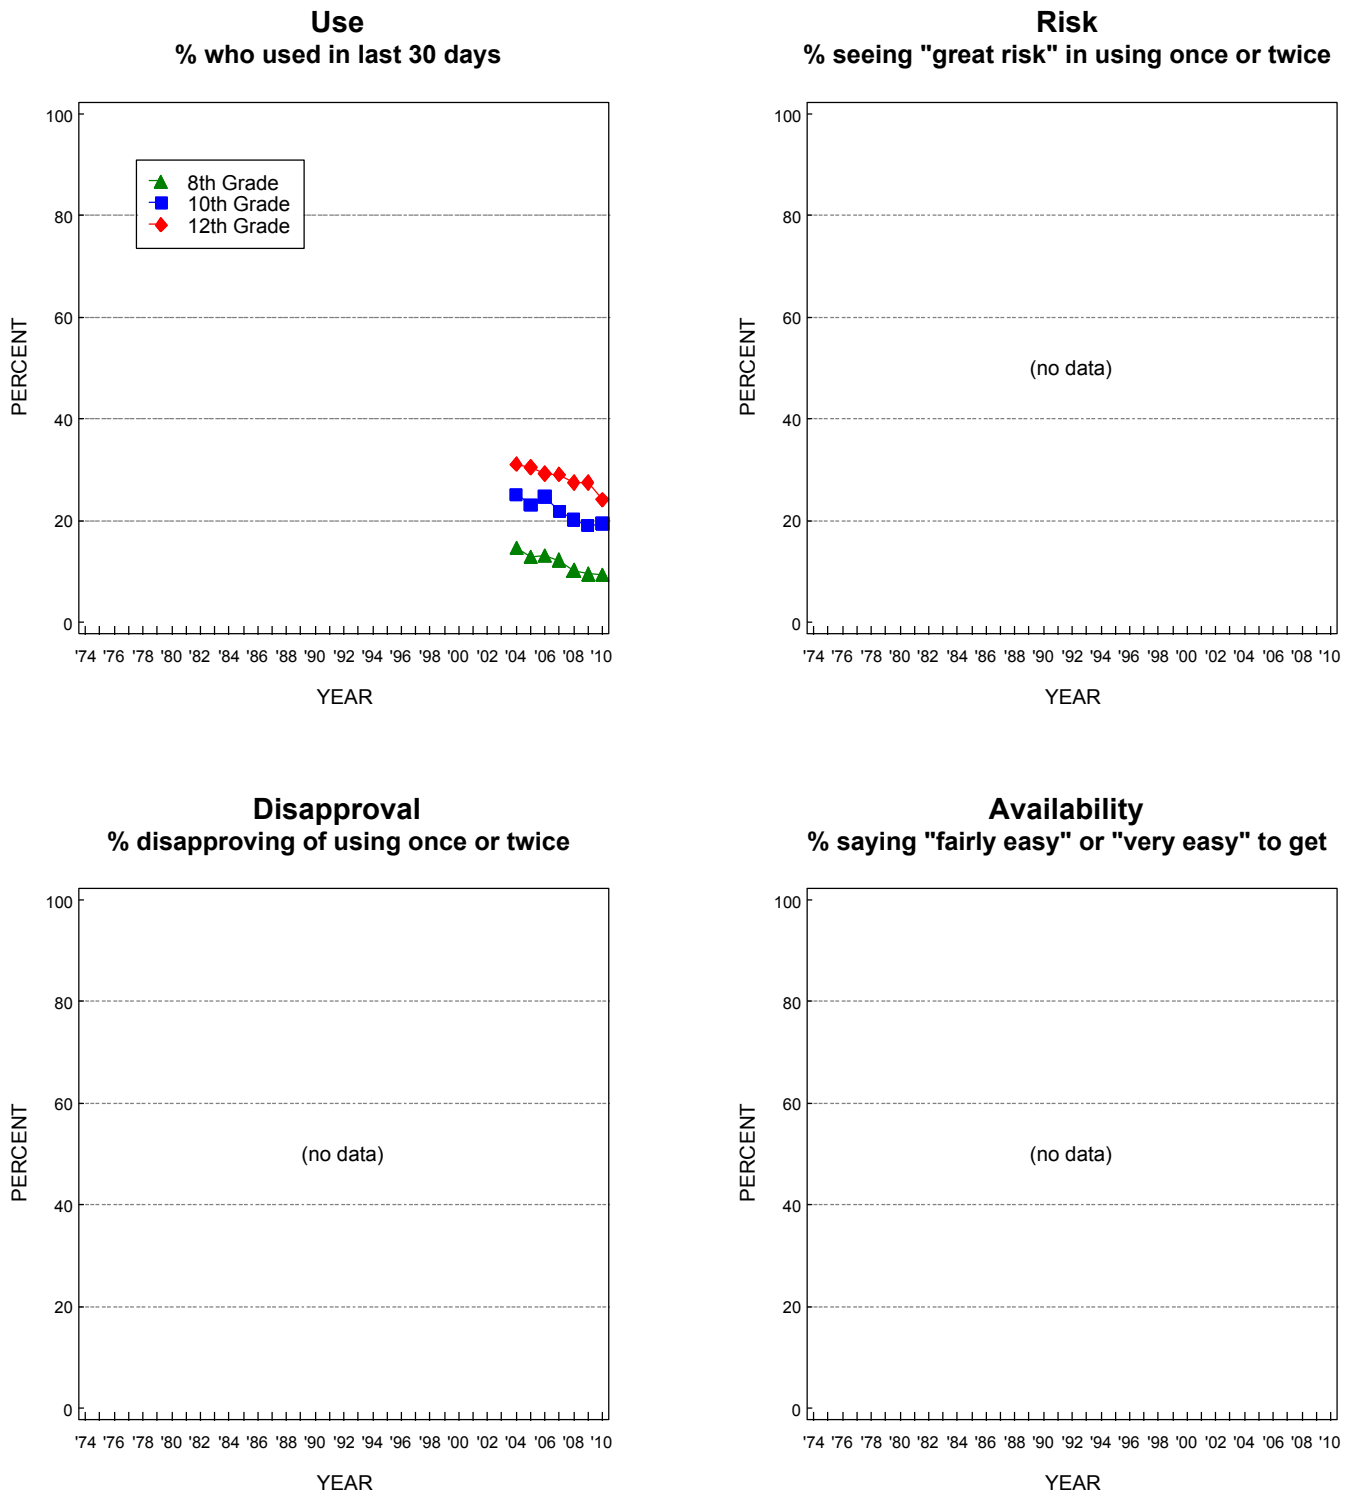 Use
% who used in last 30 days
100
80
60
40
20
0
PERCENT
8th Grade
10th Grade
12th Grade
'74 '76 '78 '80 '82 '84 '86 '88 '90 '92 '94 '96 '98 '00 '02 '04 '06 '08 '10
YEAR
Risk
% seeing "great risk" in using once or twice
100
80
60
40
20
0
PERCENT
(no data)
'74 '76 '78 '80 '82 '84 '86 '88 '90 '92 '94 '96 '98 '00 '02 '04 '06 '08 '10
YEAR
Disapproval
% disapproving of using once or twice
100
80
60
40
20
0
PERCENT
(no data)
'74 '76 '78 '80 '82 '84 '86 '88 '90 '92 '94 '96 '98 '00 '02 '04 '06 '08 '10
YEAR
Availability
% saying "fairly easy" or "very easy" to get
100
80
60
40
20
0
PERCENT
(no data)
'74 '76 '78 '80 '82 '84 '86 '88 '90 '92 '94 '96 '98 '00 '02 '04 '06 '08 '10
YEAR